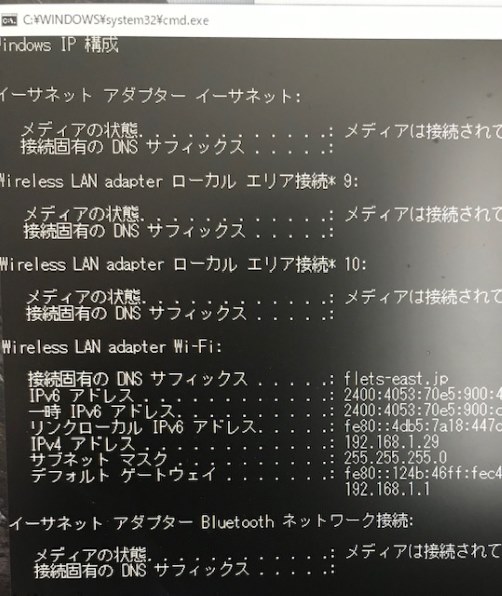 C:¥WINDOWS¥system32¥cmd.exe
indows IP 構成
イーサネット アダプター イーサネット:
メディアの状態. . . . . . . . . . . .: メディアは接続されて
接続固有の DNS サフィックス . . . . .:
Wireless LAN adapter ローカル エリア接続* 9:
メディアの状態. . . . . . . . . . . .: メディアは接続されて
接続固有の DNS サフィックス . . . . .:
Wireless LAN adapter ローカル エリア接続* 10:
メディアの状態. . . . . . . . . . . .: メディアは接続されて
接続固有の DNS サフィックス . . . . .:
Wireless LAN adapter Wi-Fi:
接続固有の DNS サフィックス . . . . .: flets-east.jp
IPv6 アドレス . . . . . . . . . . . .: 2400:4053:70e5:900:4
一時 IPv6 アドレス. . . . . . . . . .: 2400:4053:70e5:900:c
リンクローカル IPv6 アドレス. . . . .: fe80::4db5:7a18:447c
IPv4 アドレス . . . . . . . . . . . .: 192.168.1.29
サブネット マスク . . . . . . . . . .: 255.255.255.0
デフォルト ゲートウェイ . . . . . . .: fe80::124b:46ff:fec4
192.168.1.1
イーサネット アダプター Bluetooth ネットワーク接続:
メディアの状態. . . . . . . . . . . .: メディアは接続されて
接続固有の DNS サフィックス . . . . .: